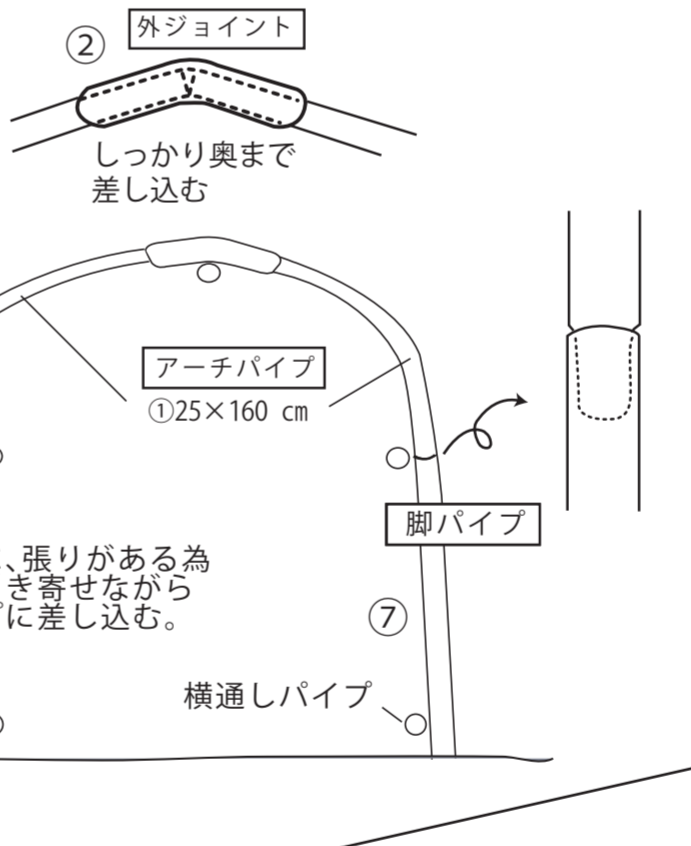 ② 外ジョイント
しっかり奥まで
差し込む
アーチパイプ
①25×160 cm
脚パイプ
、張りがある為
き寄せながら
に差し込む。
⑦
横通しパイプ